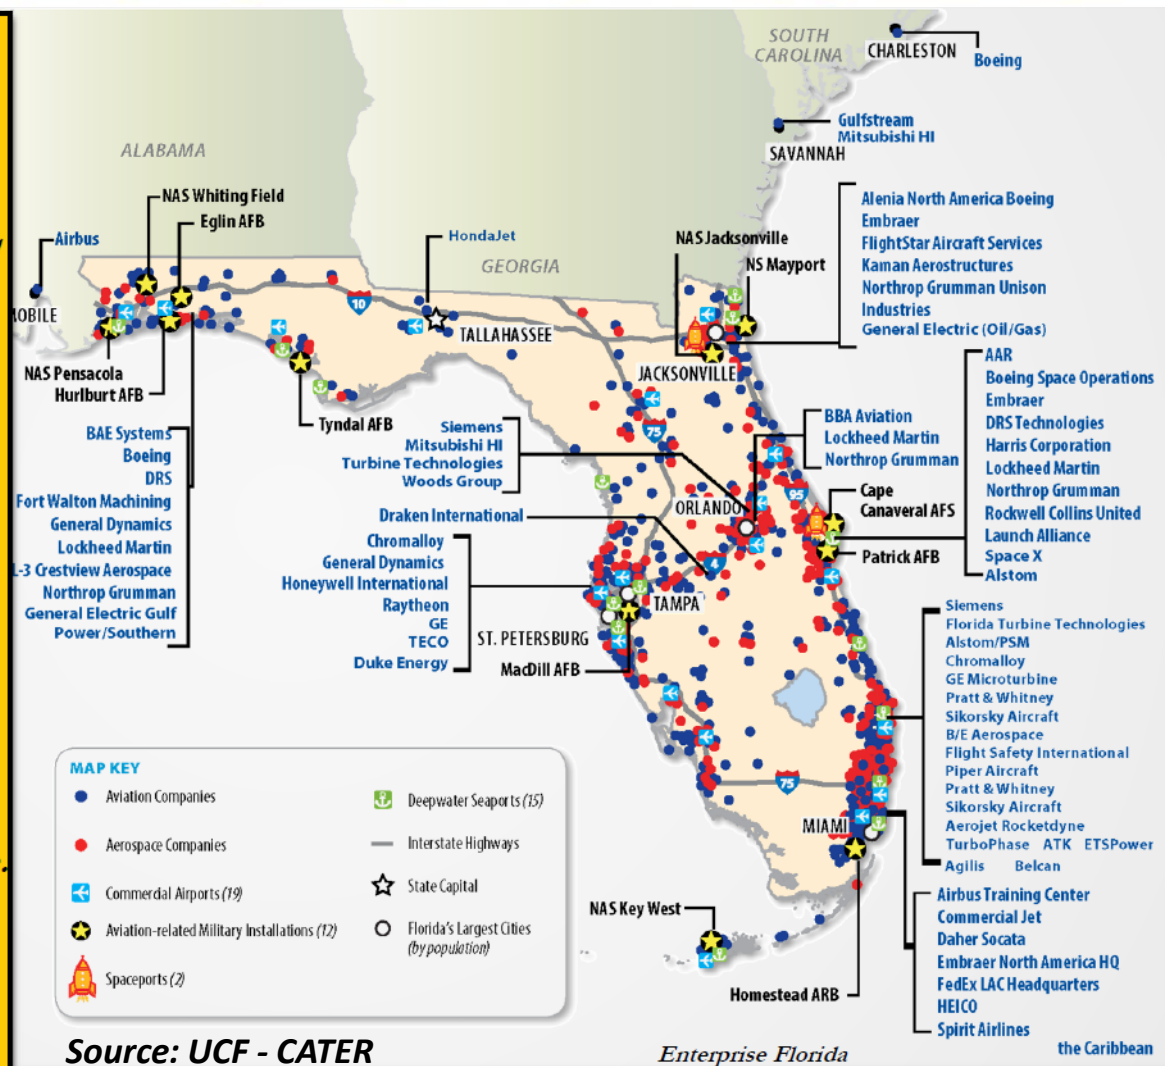 SOUTH
CAROLINA
CHARLESTON
Boeing
Gulfstream
Mitsubishi HI
SAVANNAH
ALABAMA
NAS Whiting Field
Eglin AFB
Airbus
MOBILE
HondaJet
GEORGIA
NAS Jacksonville
NS Mayport
Alenia North America Boeing
Embraer
FlightStar Aircraft Services
Kaman Aerostructures
Northrop Grumman Unison
Industries
General Electric (Oil/Gas)
10
TALLAHASSEE
JACKSONVILLE
NAS Pensacola
Hurlburt AFB
Tyndal AFB
AAR
Boeing Space Operations
Embraer
DRS Technologies
Harris Corporation
Lockheed Martin
Northrop Grumman
Rockwell Collins United
Launch Alliance
Space X
Alstom
BAE Systems
Boeing
DRS
Fort Walton Machining
General Dynamics
Lockheed Martin
L-3 Crestview Aerospace
Northrop Grumman
General Electric Gulf
Power/Southern
Siemens
Mitsubishi HI
Turbine Technologies
Woods Group
75
BBA Aviation
Lockheed Martin
Northrop Grumman
95
ORLANDO
Cape
Canaveral AFS
Patrick AFB
Draken International
Chromalloy
General Dynamics
Honeywell International
Raytheon
GE
TECO
Duke Energy
4
TAMPA
ST. PETERSBURG
MacDill AFB
Siemens
Florida Turbine Technologies
Alstom/PSM
Chromalloy
GE Microturbine
Pratt & Whitney
Sikorsky Aircraft
B/E Aerospace
Flight Safety International
Piper Aircraft
Pratt & Whitney
Sikorsky Aircraft
Aerojet Rocketdyne
TurboPhase ATK ETSPower
Agilis Belcan
75
MIAMI
Airbus Training Center
Commercial Jet
Daher Socata
Embraer North America HQ
FedEx LAC Headquarters
HEICO
Spirit Airlines
the Caribbean
NAS Key West
Homestead ARB
MAP KEY
Aviation Companies
Aerospace Companies
Commercial Airports (19)
Aviation-related Military Installations (12)
Spaceports (2)
Deepwater Seaports (15)
Interstate Highways
State Capital
Florida's Largest Cities
(by population)
Source: UCF - CATER
Enterprise Florida